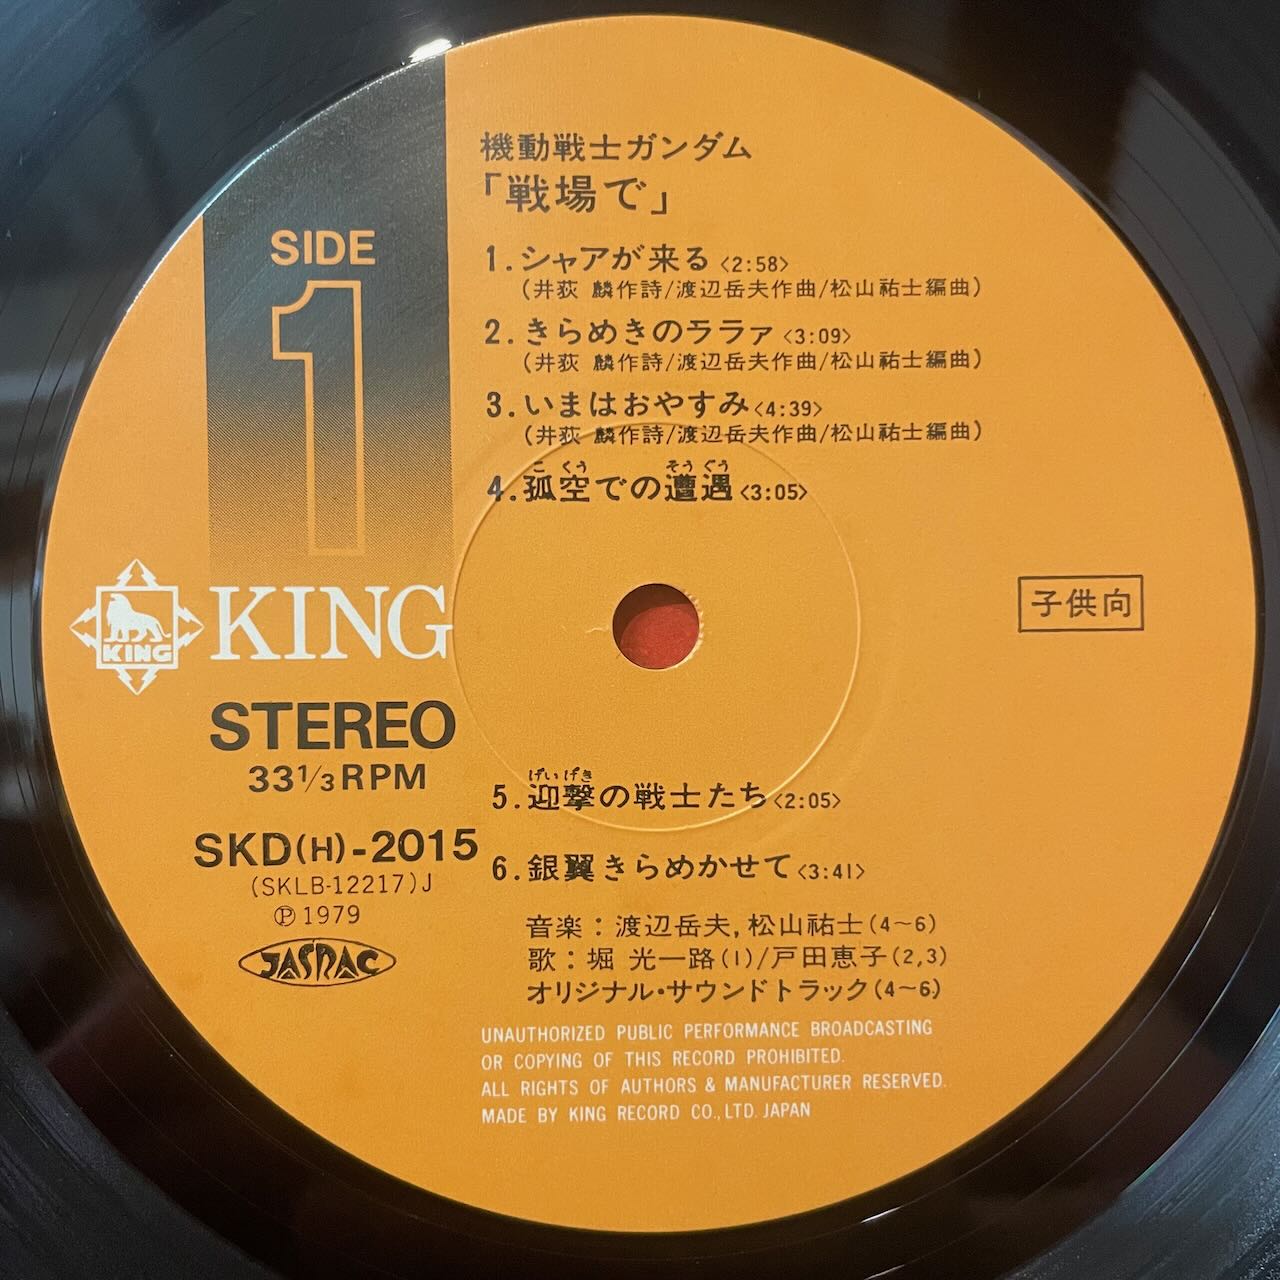 機動戦士ガンダム
「戦場で」
SIDE
1
1.シャアが来る〈2:58〉
(井荻 麟作詩/渡辺岳夫作曲/松山祐士編曲)
2.きらめきのララァ〈3:09〉
(井荻 麟作詩/渡辺岳夫作曲/松山祐士編曲)
3.いまはおやすみ〈4:39〉
(井荻 麟作詩/渡辺岳夫作曲/松山祐士編曲)
こくう そうぐう
4.孤空での遭遇〈3:05〉
KING
KING
子供向
STEREO
33 1/3 RPM
げいげき
5.迎撃の戦士たち〈2:05〉
SKD(H)-2015
(SKLB-12217)J
6.銀翼きらめかせて〈3:41〉
Ⓟ1979
音楽:渡辺岳夫,松山祐士(4~6)
JASRAC
歌:堀 光一路(1)/戸田恵子(2,3)
オリジナル・サウンドトラック(4~6)
UNAUTHORIZED PUBLIC PERFORMANCE BROADCASTING
OR COPYING OF THIS RECORD PROHIBITED.
ALL RIGHTS OF AUTHORS & MANUFACTURER RESERVED.
MADE BY KING RECORD CO., LTD. JAPAN